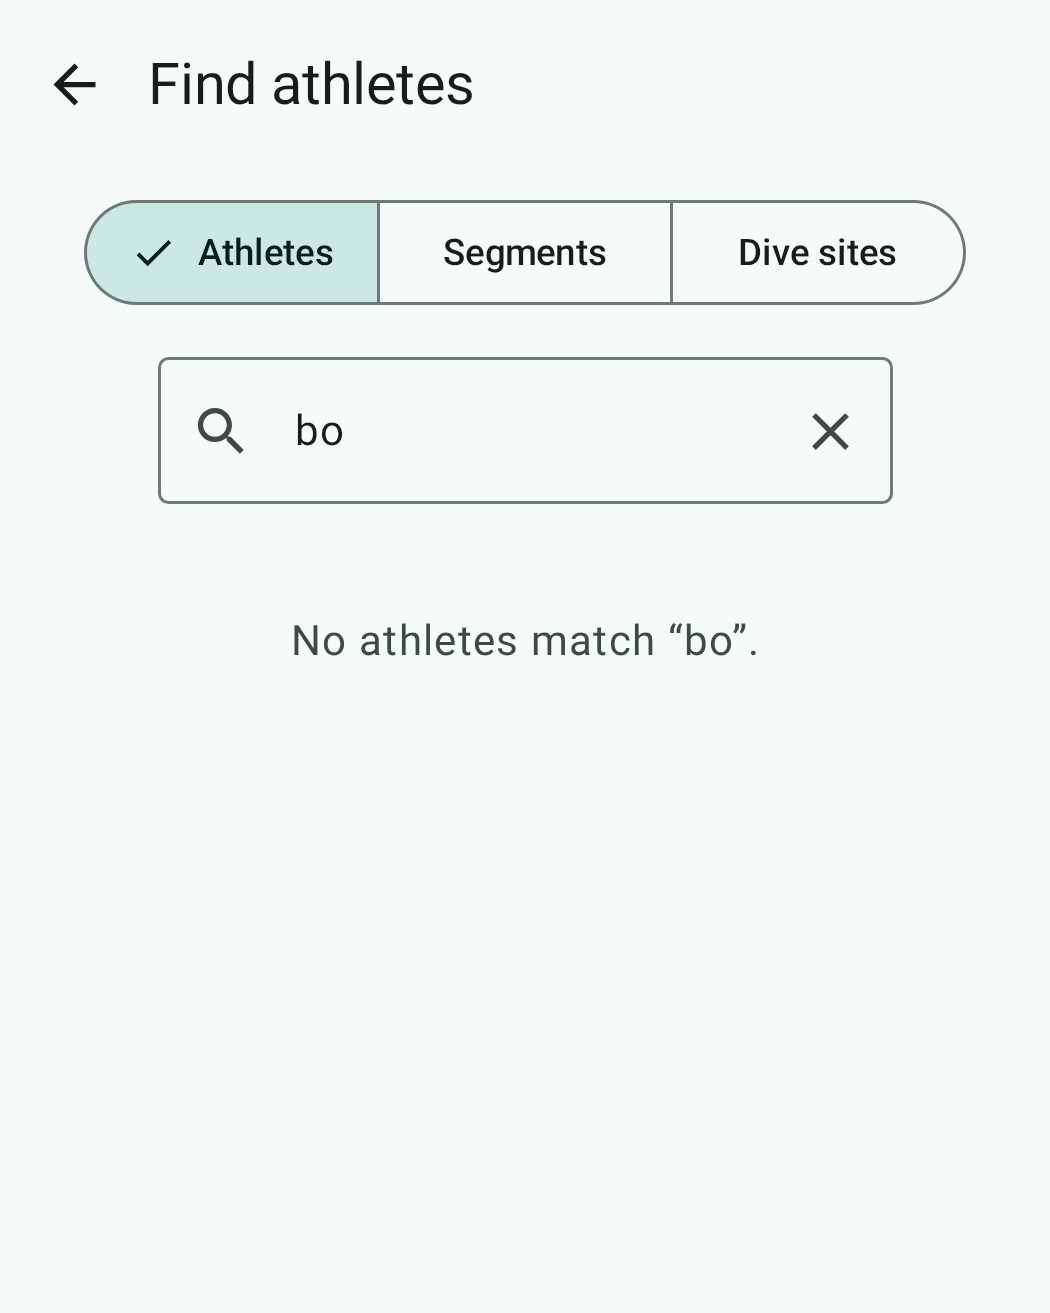 Find athletes
Athletes
Segments
Dive sites
bo
No athletes match “bo”.